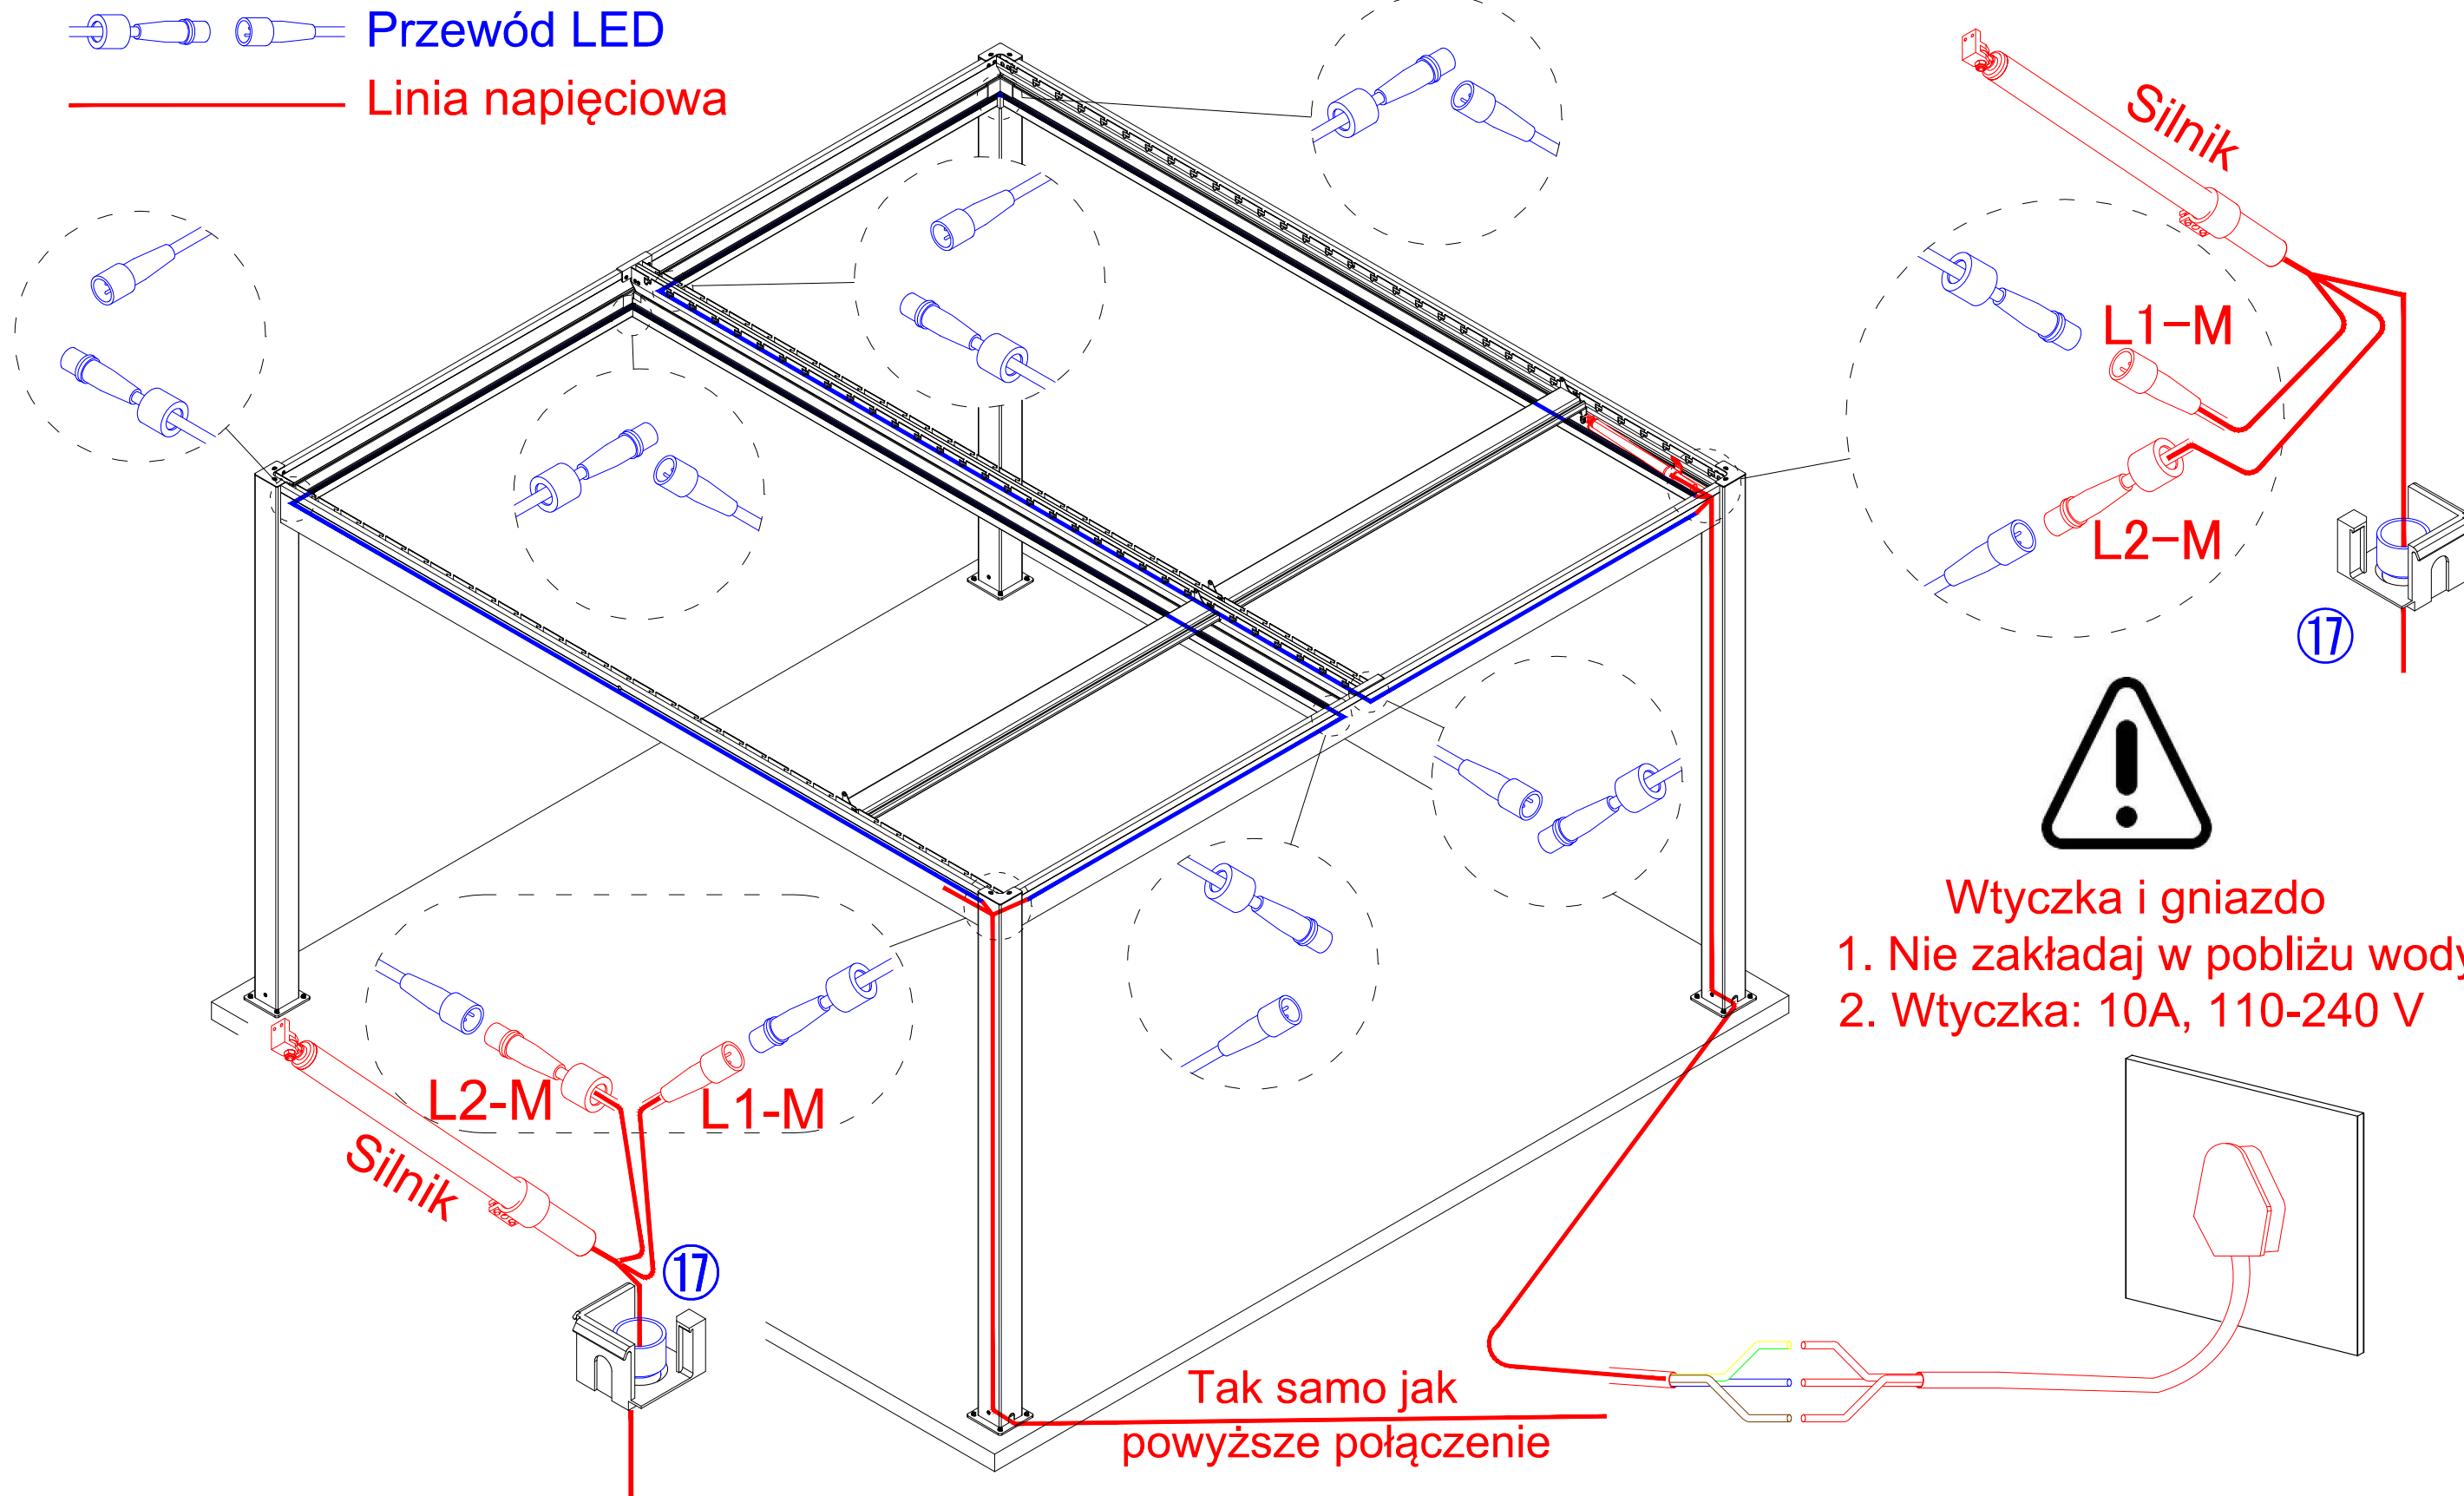 Przewód LED
Linia napięciowa
Silnik
L1-M
L2-M
17
Wtyczka i gniazdo
1. Nie zakładaj w pobliżu wody
2. Wtyczka: 10A, 110-240 V
L2-M
L1-M
Silnik
17
Tak samo jak
powyższe połączenie